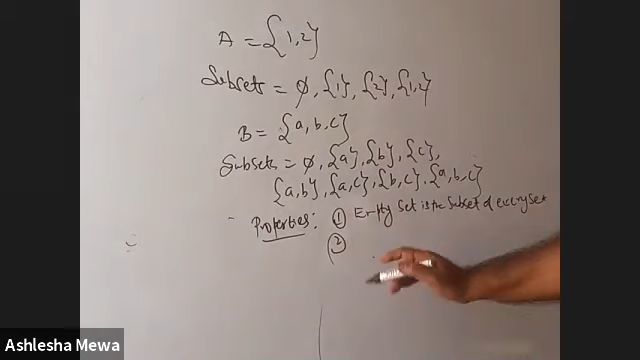 A = {1,2}
Subsets = ∅, {1}, {2}, {1,2}
B = {a, b, c}
Subsets = ∅, {a}, {b}, {c},
{a,b}, {a,c}, {b,c}, {a,b,c}
Properties: ① Empty Set is the Subset of every set
②
Ashlesha Mewa